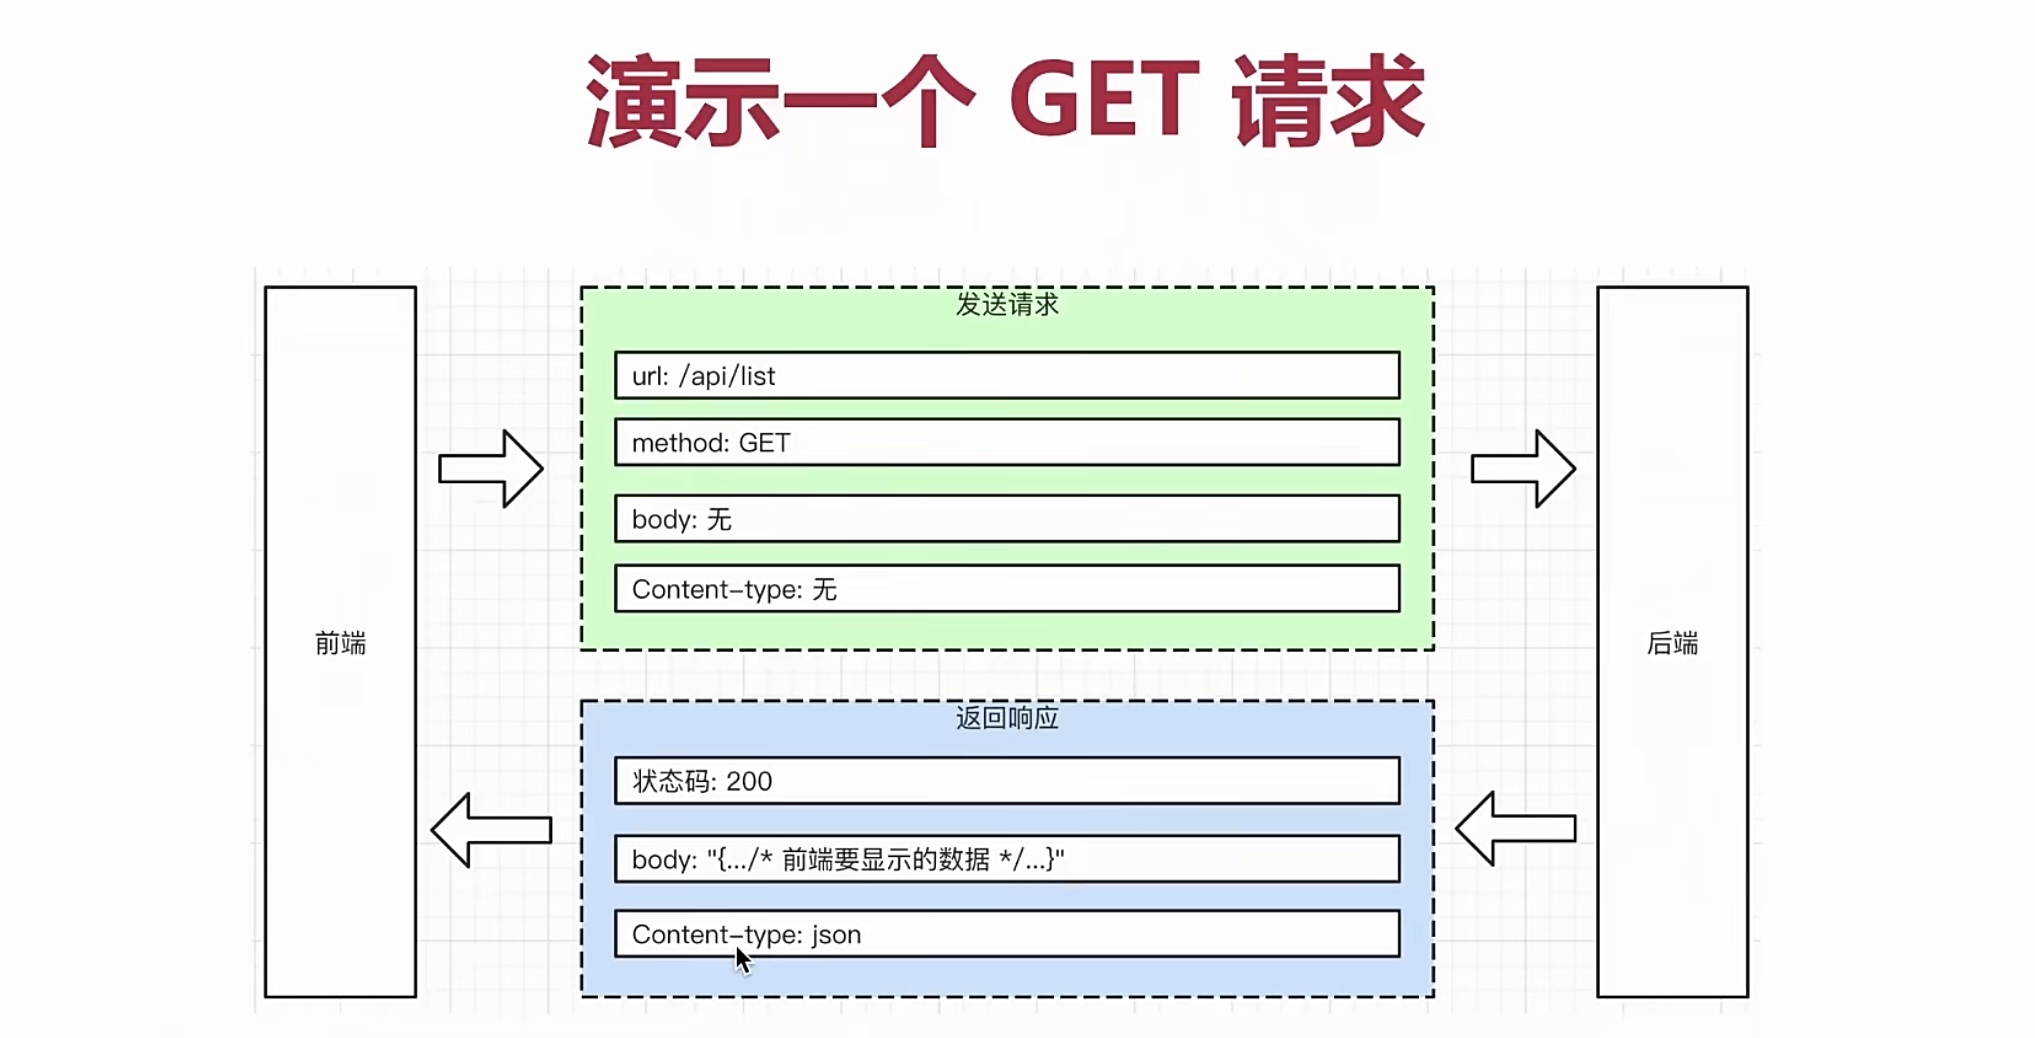 演示一个 GET 请求
发送请求
url: /api/list
method: GET
body: 无
Content-type: 无
前端
后端
返回响应
状态码: 200
body: "{.../* 前端要显示的数据 */...}"
Content-type: json